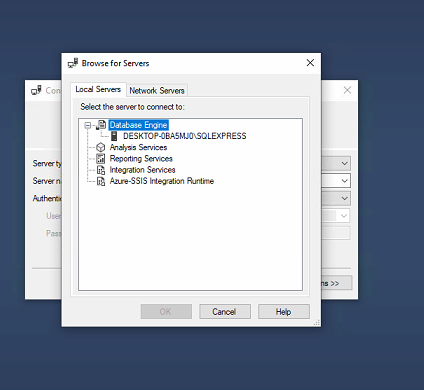 Browse for Servers
Local Servers
Network Servers
Select the server to connect to:
Database Engine
DESKTOP-0BA5MJ0\SQLEXPRESS
Analysis Services
Reporting Services
Integration Services
Azure-SSIS Integration Runtime
OK
Cancel
Help
Con
Server ty
Server na
Authenti
User
Pass
ns >>